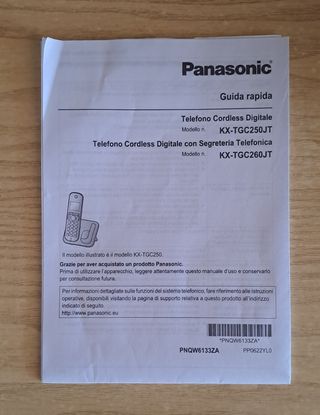 Panasonic
Guida rapida
Telefono Cordless Digitale
Modello n. KX-TGC250JT
Telefono Cordless Digitale con Segreteria Telefonica
Modello n. KX-TGC260JT
Il modello illustrato è il modello KX-TGC250.
Grazie per aver acquistato un prodotto Panasonic.
Prima di utilizzare l'apparecchio, leggere attentamente questo manuale d'uso e conservarlo
per consultazione futura.
Per informazioni dettagliate sulle funzioni del sistema telefonico, fare riferimento alle istruzioni
operative, disponibili visitando la pagina di supporto relativa a questo prodotto all'indirizzo
indicato di seguito.
http://www.panasonic.eu
*PNQW6133ZA*
PNQW6133ZA PP0622YL0